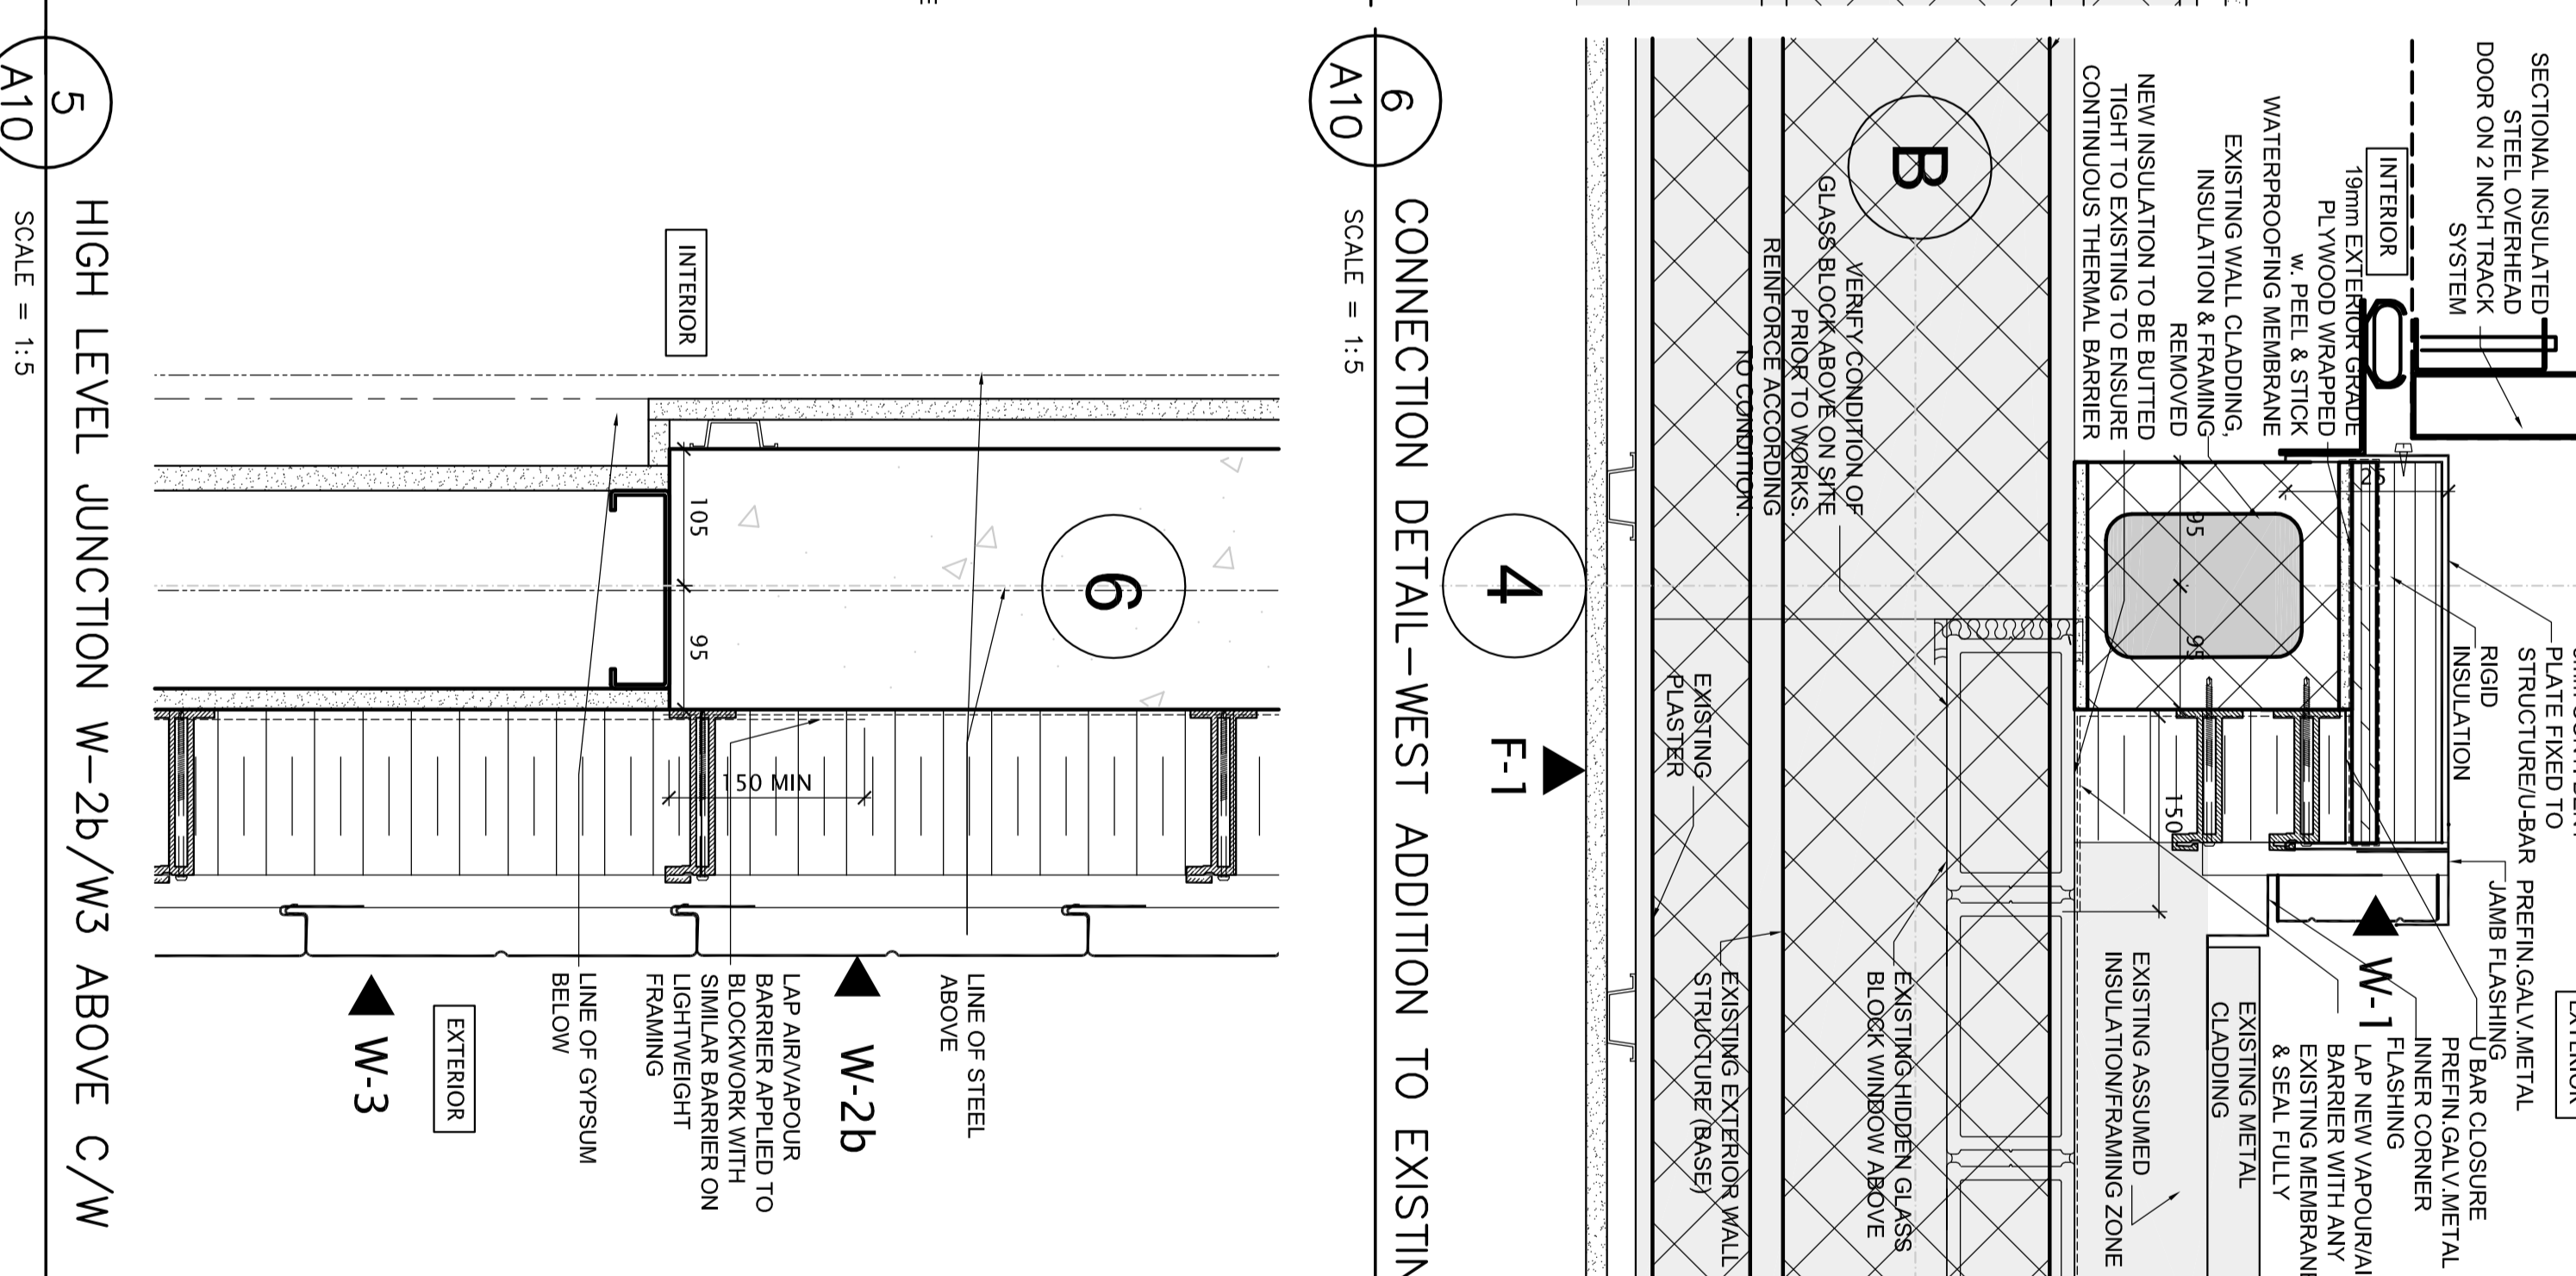 SECTIONAL INSULATED
STEEL OVERHEAD
DOOR ON 2 INCH TRACK
SYSTEM
INTERIOR
19mm EXTERIOR GRADE
PLYWOOD WRAPPED
w. PEEL & STICK
WATERPROOFING MEMBRANE
EXISTING WALL CLADDING,
INSULATION & FRAMING
REMOVED
NEW INSULATION TO BE BUTTED
TIGHT TO EXISTING TO ENSURE
CONTINUOUS THERMAL BARRIER
B
VERIFY CONDITION OF
GLASS BLOCK ABOVE ON SITE
PRIOR TO WORKS.
REINFORCE ACCORDING
TO CONDITION.
95
95
150
PLATE FIXED TO
STRUCTURE/U-BAR
RIGID
INSULATION
PREFIN.GALV.METAL
JAMB FLASHING
U BAR CLOSURE
PREFIN.GALV.METAL
INNER CORNER
FLASHING
W-1
LAP NEW VAPOUR/AI
BARRIER WITH ANY
EXISTING MEMBRAN
& SEAL FULLY
EXISTING METAL
CLADDING
EXISTING ASSUMED
INSULATION/FRAMING ZONE
EXISTING HIDDEN GLASS
BLOCK WINDOW ABOVE
EXISTING EXTERIOR WALL
STRUCTURE (BASE)
EXISTING
PLASTER
4
F-1
6
A10
CONNECTION DETAIL-WEST ADDITION TO EXISTIN
SCALE = 1:5
INTERIOR
105
95
6
150 MIN
LINE OF STEEL
ABOVE
W-2b
LAP AIR/VAPOUR
BARRIER APPLIED TO
BLOCKWORK WITH
SIMILAR BARRIER ON
LIGHTWEIGHT
FRAMING
LINE OF GYPSUM
BELOW
EXTERIOR
W-3
5
A10
HIGH LEVEL JUNCTION W-2b/W3 ABOVE C/W
SCALE = 1:5